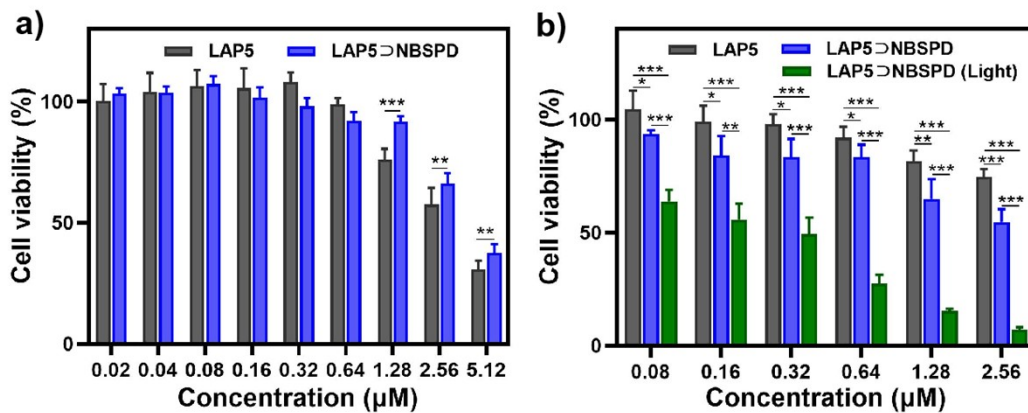 a)
LAP5 LAP5⊃NBSPD
Cell viability (%)
100
50
0
***
**
**
0.02 0.04 0.08 0.16 0.32 0.64 1.28 2.56 5.12
Concentration (μM)
b)
LAP5 LAP5⊃NBSPD
LAP5⊃NBSPD (Light)
Cell viability (%)
100
50
0
***
*
***
***
*
**
***
*
***
***
*
***
***
**
***
***
***
***
0.08 0.16 0.32 0.64 1.28 2.56
Concentration (μM)